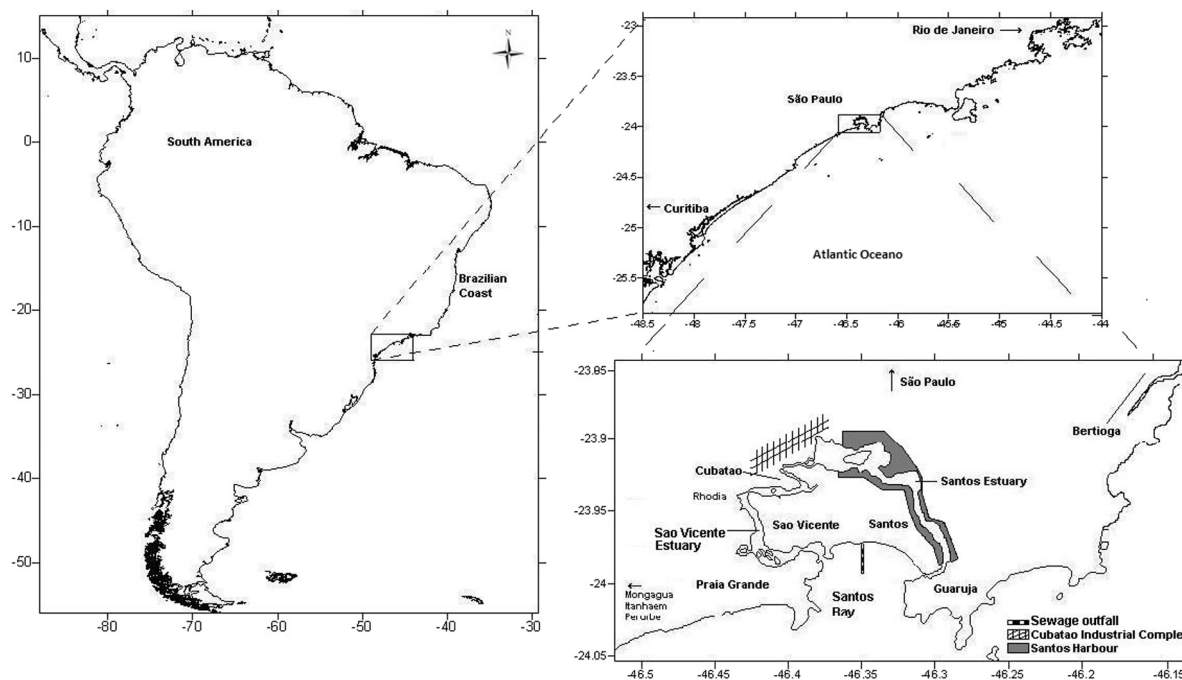 N
10
0
-10
-20
-30
-40
-50
-80
-70
-60
-50
-40
-30
South America
Brazilian
Coast
-23
-23.5
-24
-24.5
-25
-25.5
-48.5
-48
-47.5
-47
-46.5
-46
-45.5
-45
-44.5
-44
Rio de Janeiro
São Paulo
Curitiba
Atlantic Oceano
-23.85
-23.9
-23.95
-24
-24.05
-46.5
-46.45
-46.4
-46.35
-46.3
-46.25
-46.2
-46.15
São Paulo
Bertioga
Cubatao
Rhodia
Santos Estuary
Sao Vicente
Estuary
Sao Vicente
Santos
Praia Grande
Mongagua
Itanhaem
Peruibe
Santos
Ray
Guaruja
Sewage outfall
Cubatao Industrial Comple
Santos Harbour